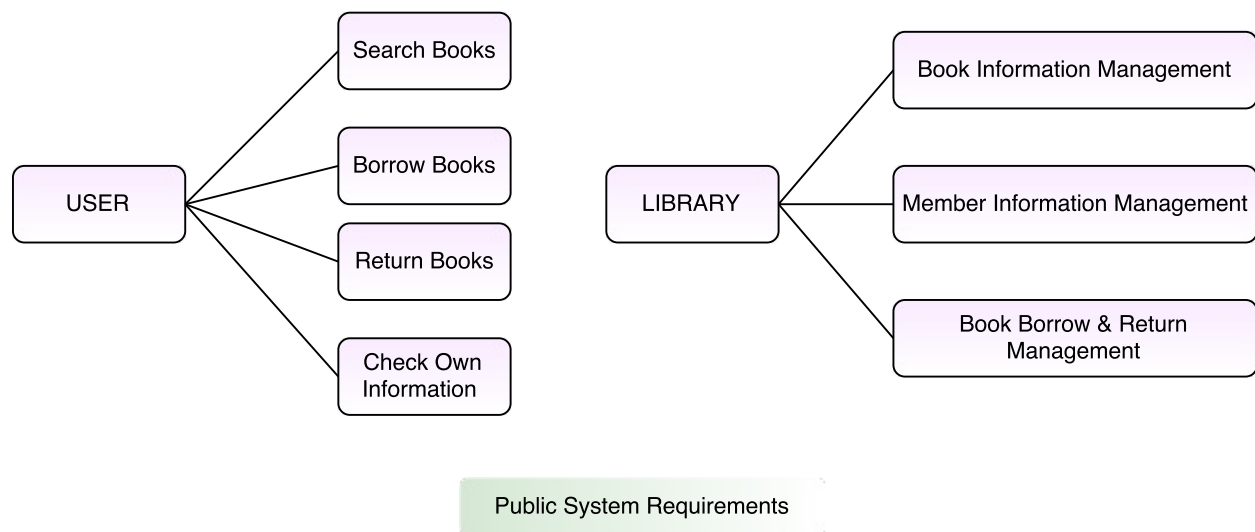 USER
Search Books
Borrow Books
Return Books
Check Own
Information
LIBRARY
Book Information Management
Member Information Management
Book Borrow & Return
Management
Public System Requirements